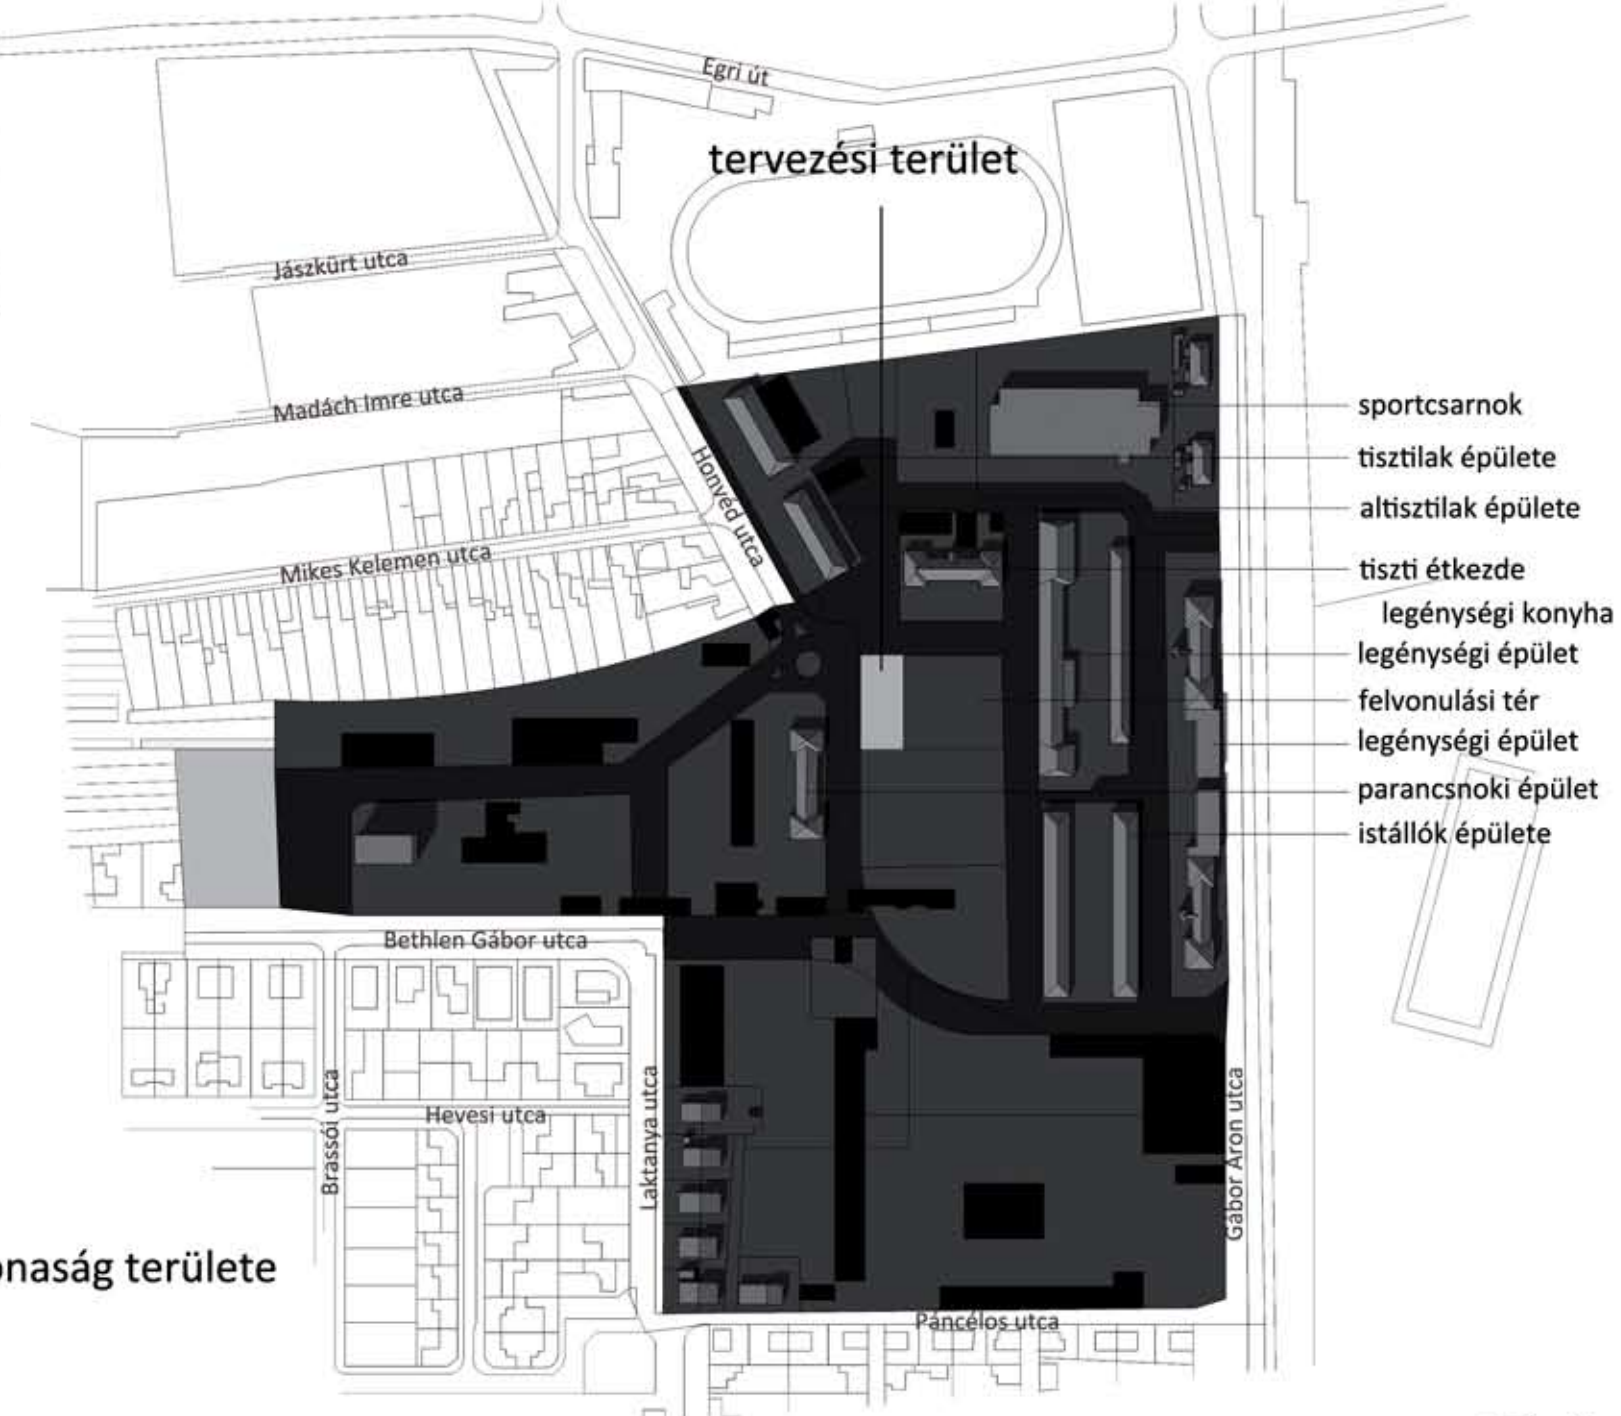 Egri út
tervezési terület
Jászkürt utca
Madách Imre utca
Honvéd utca
Mikes Kelemen utca
sportcsarnok
tisztilak épülete
altisztilak épülete
tiszti étkezde
legénységi konyha
legénységi épület
felvonulási tér
legénységi épület
parancsnoki épület
istállók épülete
Bethlen Gábor utca
Brassói utca
Hevesi utca
Laktanya utca
Gábor Áron utca
onaság területe
Páncélos utca